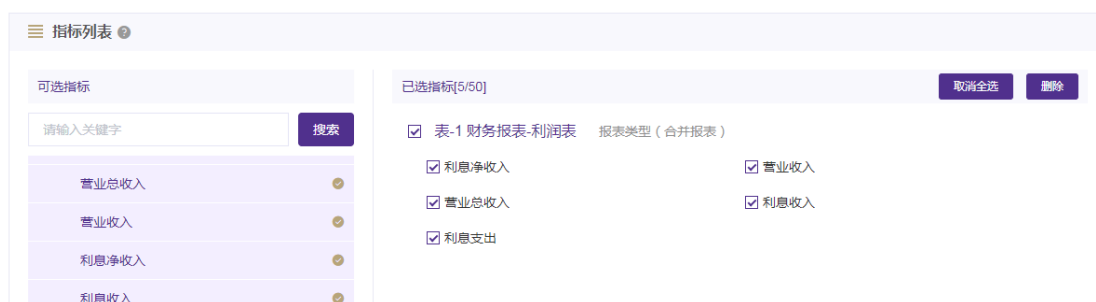 指标列表
可选指标
已选指标[5/50]
取消全选
删除
请输入关键字
搜索
表-1 财务报表-利润表 报表类型（合并报表）
利息净收入
营业收入
营业总收入
利息收入
利息支出
营业总收入
营业收入
利息净收入
利息收入